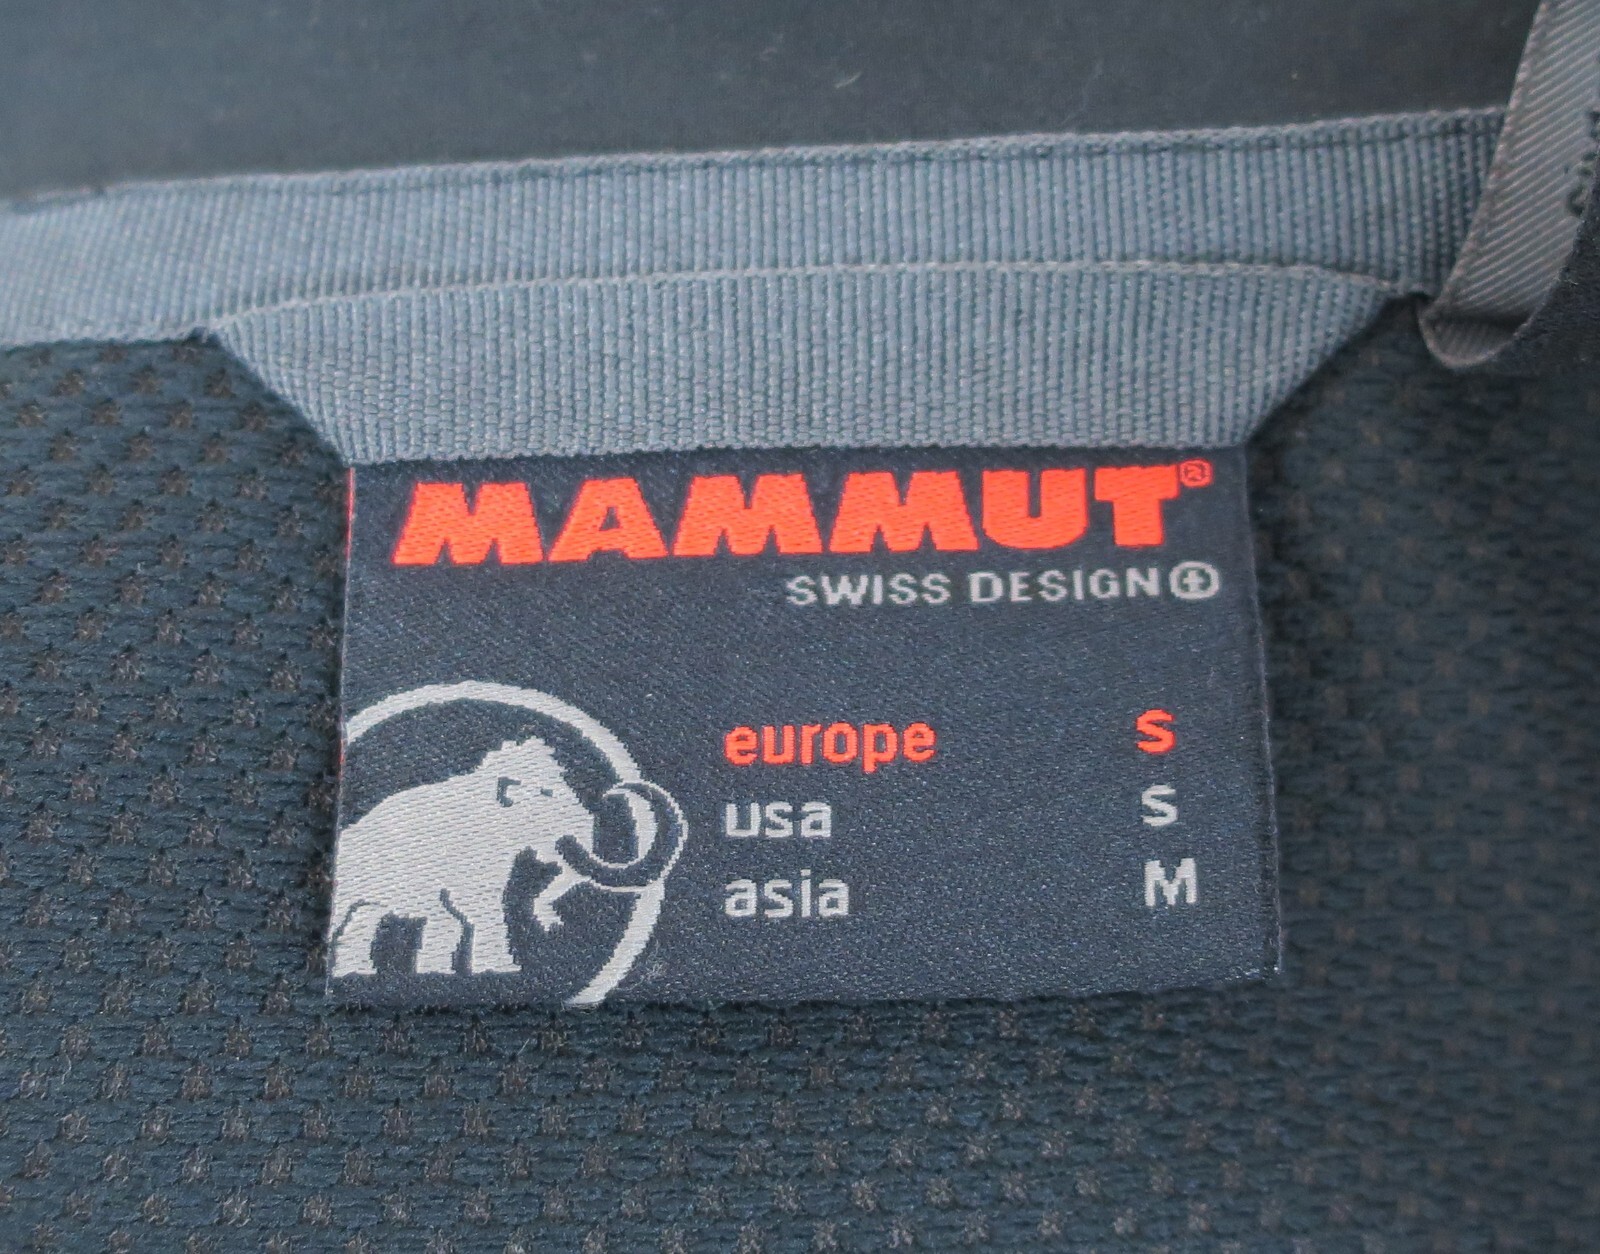 MAMMUT®
SWISS DESIGN
europe S
usa S
asia M